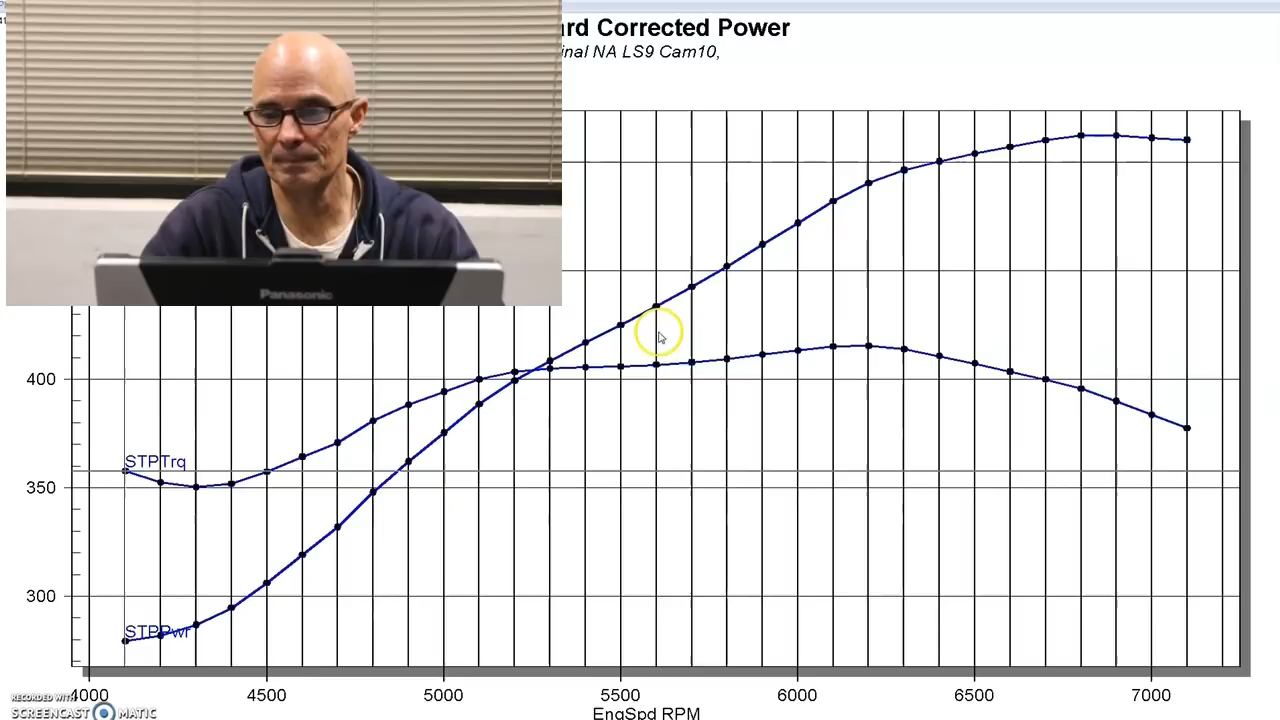 rd Corrected Power
inal NA LS9 Cam10,
Panasonic
400
STPTrq
350
300
STPPwr
4000 4500 5000 5500 6000 6500 7000
EngSpd RPM
RECORDED WITH
SCREENCAST MATIC